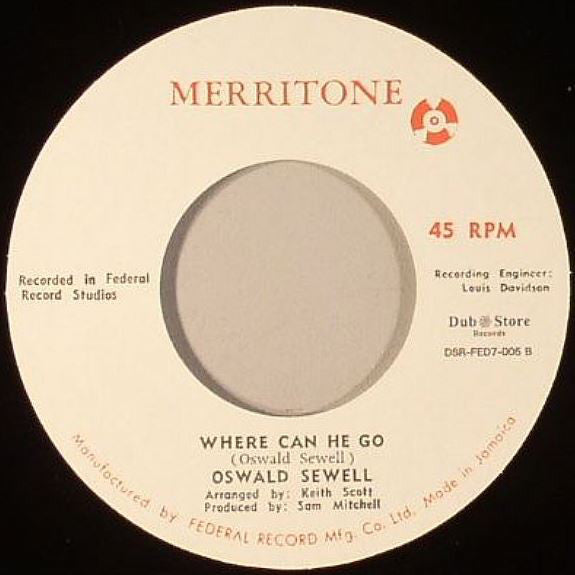 MERRITONE
45 RPM
Recorded in Federal
Record Studios
Recording Engineer:
Louis Davidson
Dub Store
Records
DSR-FED7-005 B
WHERE CAN HE GO
(Oswald Sewell)
OSWALD SEWELL
Arranged by: Keith Scott
Produced by: Sam Mitchell
Manufactured by FEDERAL RECORD Mfg. Co. Ltd. Made in Jamaica